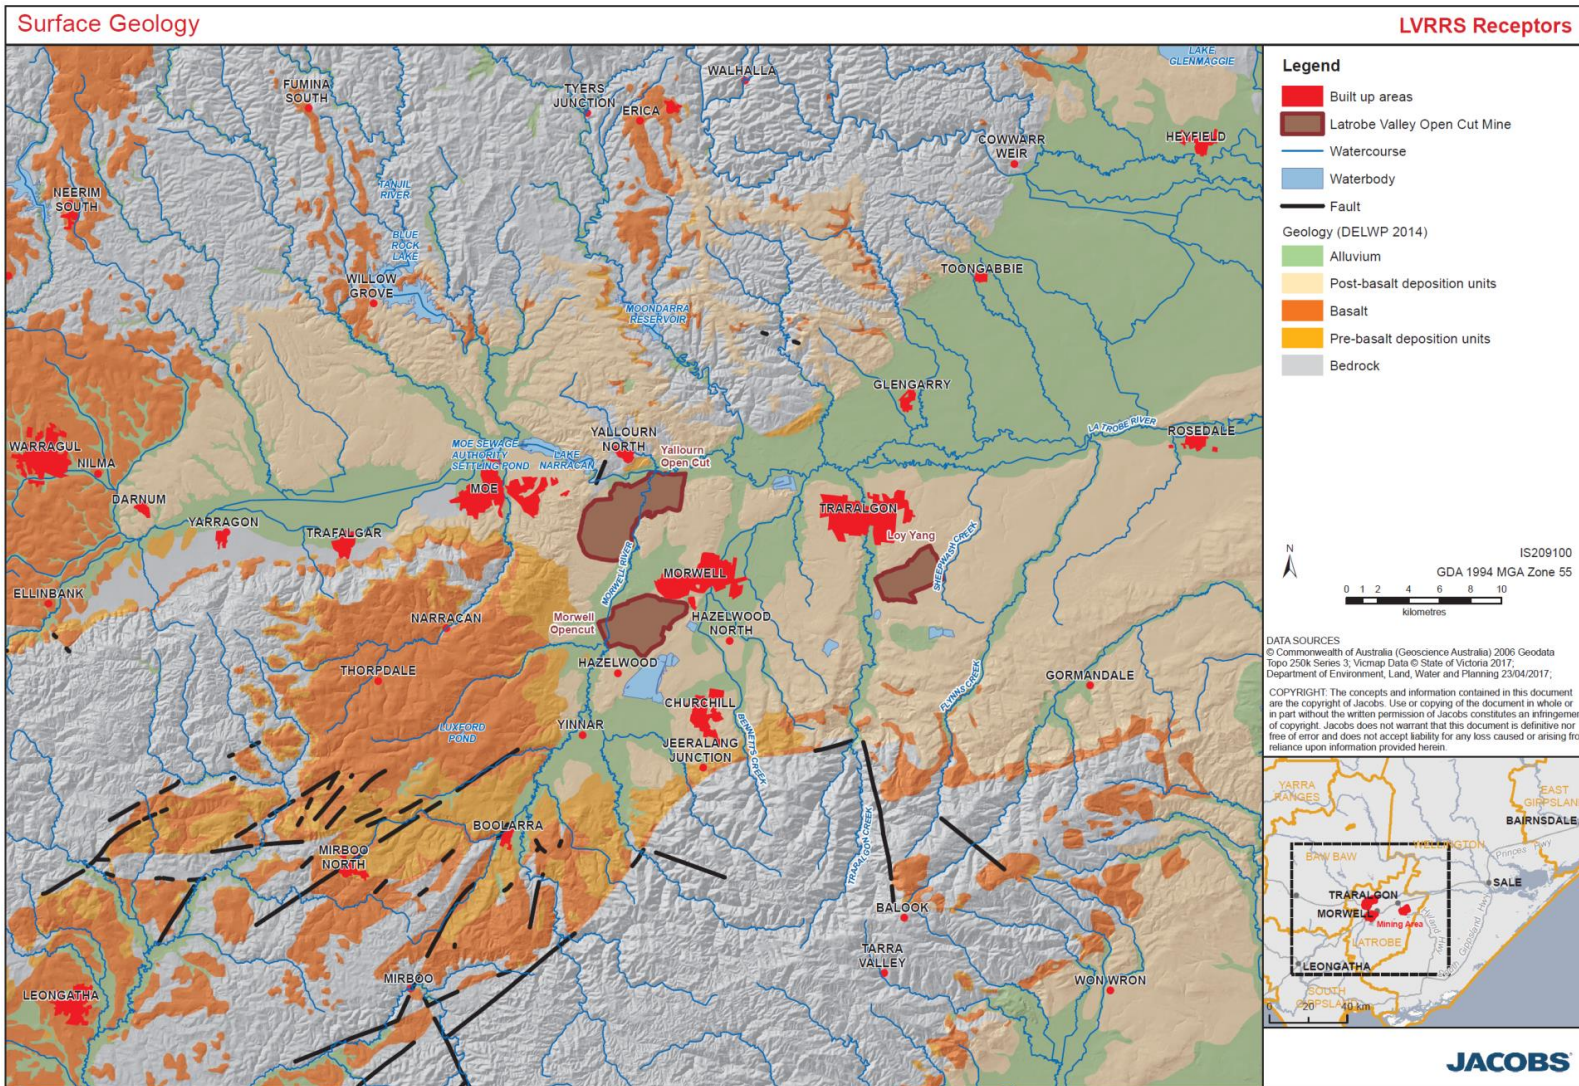 Surface Geology
LVRRS Receptors
LAKE
GLENMAGGIE
WALHALLA
FUMINA
SOUTH
TYERS
JUNCTION
ERICA
COWWARR
WEIR
HEYFIELD
NEERIM
SOUTH
TANJIL
RIVER
BLUE
ROCK
LAKE
WILLOW
GROVE
TOONGABBIE
MOONDARRA
RESERVOIR
GLENGARRY
LA TROBE RIVER
ROSEDALE
WARRAGUL
NILMA
MOE SEWAGE
AUTHORITY
SETTLING POND
LAKE
NARRACAN
YALLOURN
NORTH
Yallourn
Open Cut
DARNUM
MOE
YARRAGON
TRAFALGAR
TRARALGON
Loy Yang
SHEEPWASH CREEK
MORWELL
MORWELL RIVER
ELLINBANK
NARRACAN
Morwell
Opencut
HAZELWOOD
NORTH
THORPDALE
HAZELWOOD
GORMANDALE
FLYNNS CREEK
CHURCHILL
LUXFORD
POND
YINNAR
BENNETTS CREEK
JEERALANG
JUNCTION
BOOLARRA
TRARALGON CREEK
MIRBOO
NORTH
BALOOK
TARRA
VALLEY
MIRBOO
WON WRON
LEONGATHA
Legend
Built up areas
Latrobe Valley Open Cut Mine
Watercourse
Waterbody
Fault
Geology (DELWP 2014)
Alluvium
Post-basalt deposition units
Basalt
Pre-basalt deposition units
Bedrock
N
IS209100
GDA 1994 MGA Zone 55
0 1 2 4 6 8 10
kilometres
DATA SOURCES
© Commonwealth of Australia (Geoscience Australia) 2006 Geodata
Topo 250k Series 3; Vicmap Data © State of Victoria 2017;
Department of Environment, Land, Water and Planning 23/04/2017;
COPYRIGHT: The concepts and information contained in this document
are the copyright of Jacobs. Use or copying of the document in whole or
in part without the written permission of Jacobs constitutes an infringemen
of copyright. Jacobs does not warrant that this document is definitive nor
free of error and does not accept liability for any loss caused or arising fro
reliance upon information provided herein.
YARRA
RANGES
EAST
GIPPSLAN
BAIRNSDALE
WELLINGTON
Princes Hwy
BAW BAW
SALE
TRARALGON
MORWELL
Mining Area
Hyland Hwy
South Gippsland Hwy
LATROBE
LEONGATHA
SOUTH
GIPPSLAND
0 20 40 km
JACOBS